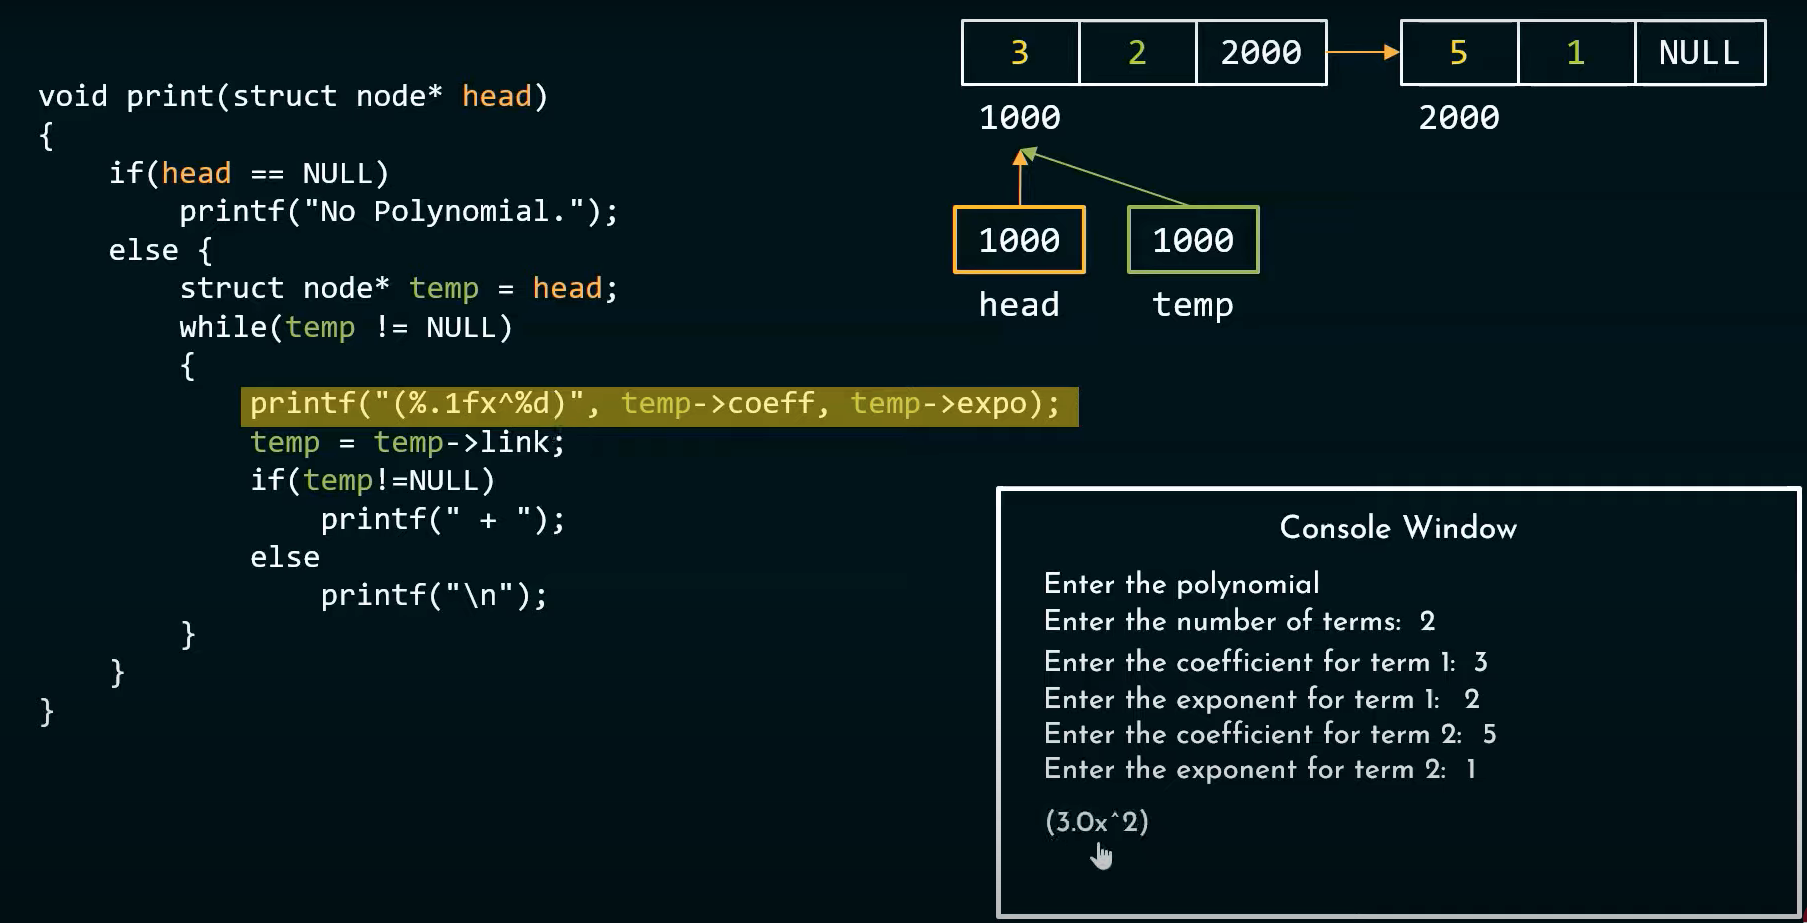 void print(struct node* head)
{
if(head == NULL)
printf("No Polynomial.");
else {
struct node* temp = head;
while(temp != NULL)
{
printf("(%.1fx^%d)", temp->coeff, temp->expo);
temp = temp->link;
if(temp!=NULL)
printf(" + ");
else
printf("\n");
}
}
}
3 2 2000 5 1 NULL
1000 2000
1000 1000
head temp
Console Window
Enter the polynomial
Enter the number of terms: 2
Enter the coefficient for term 1: 3
Enter the exponent for term 1: 2
Enter the coefficient for term 2: 5
Enter the exponent for term 2: 1
(3.0x^2)